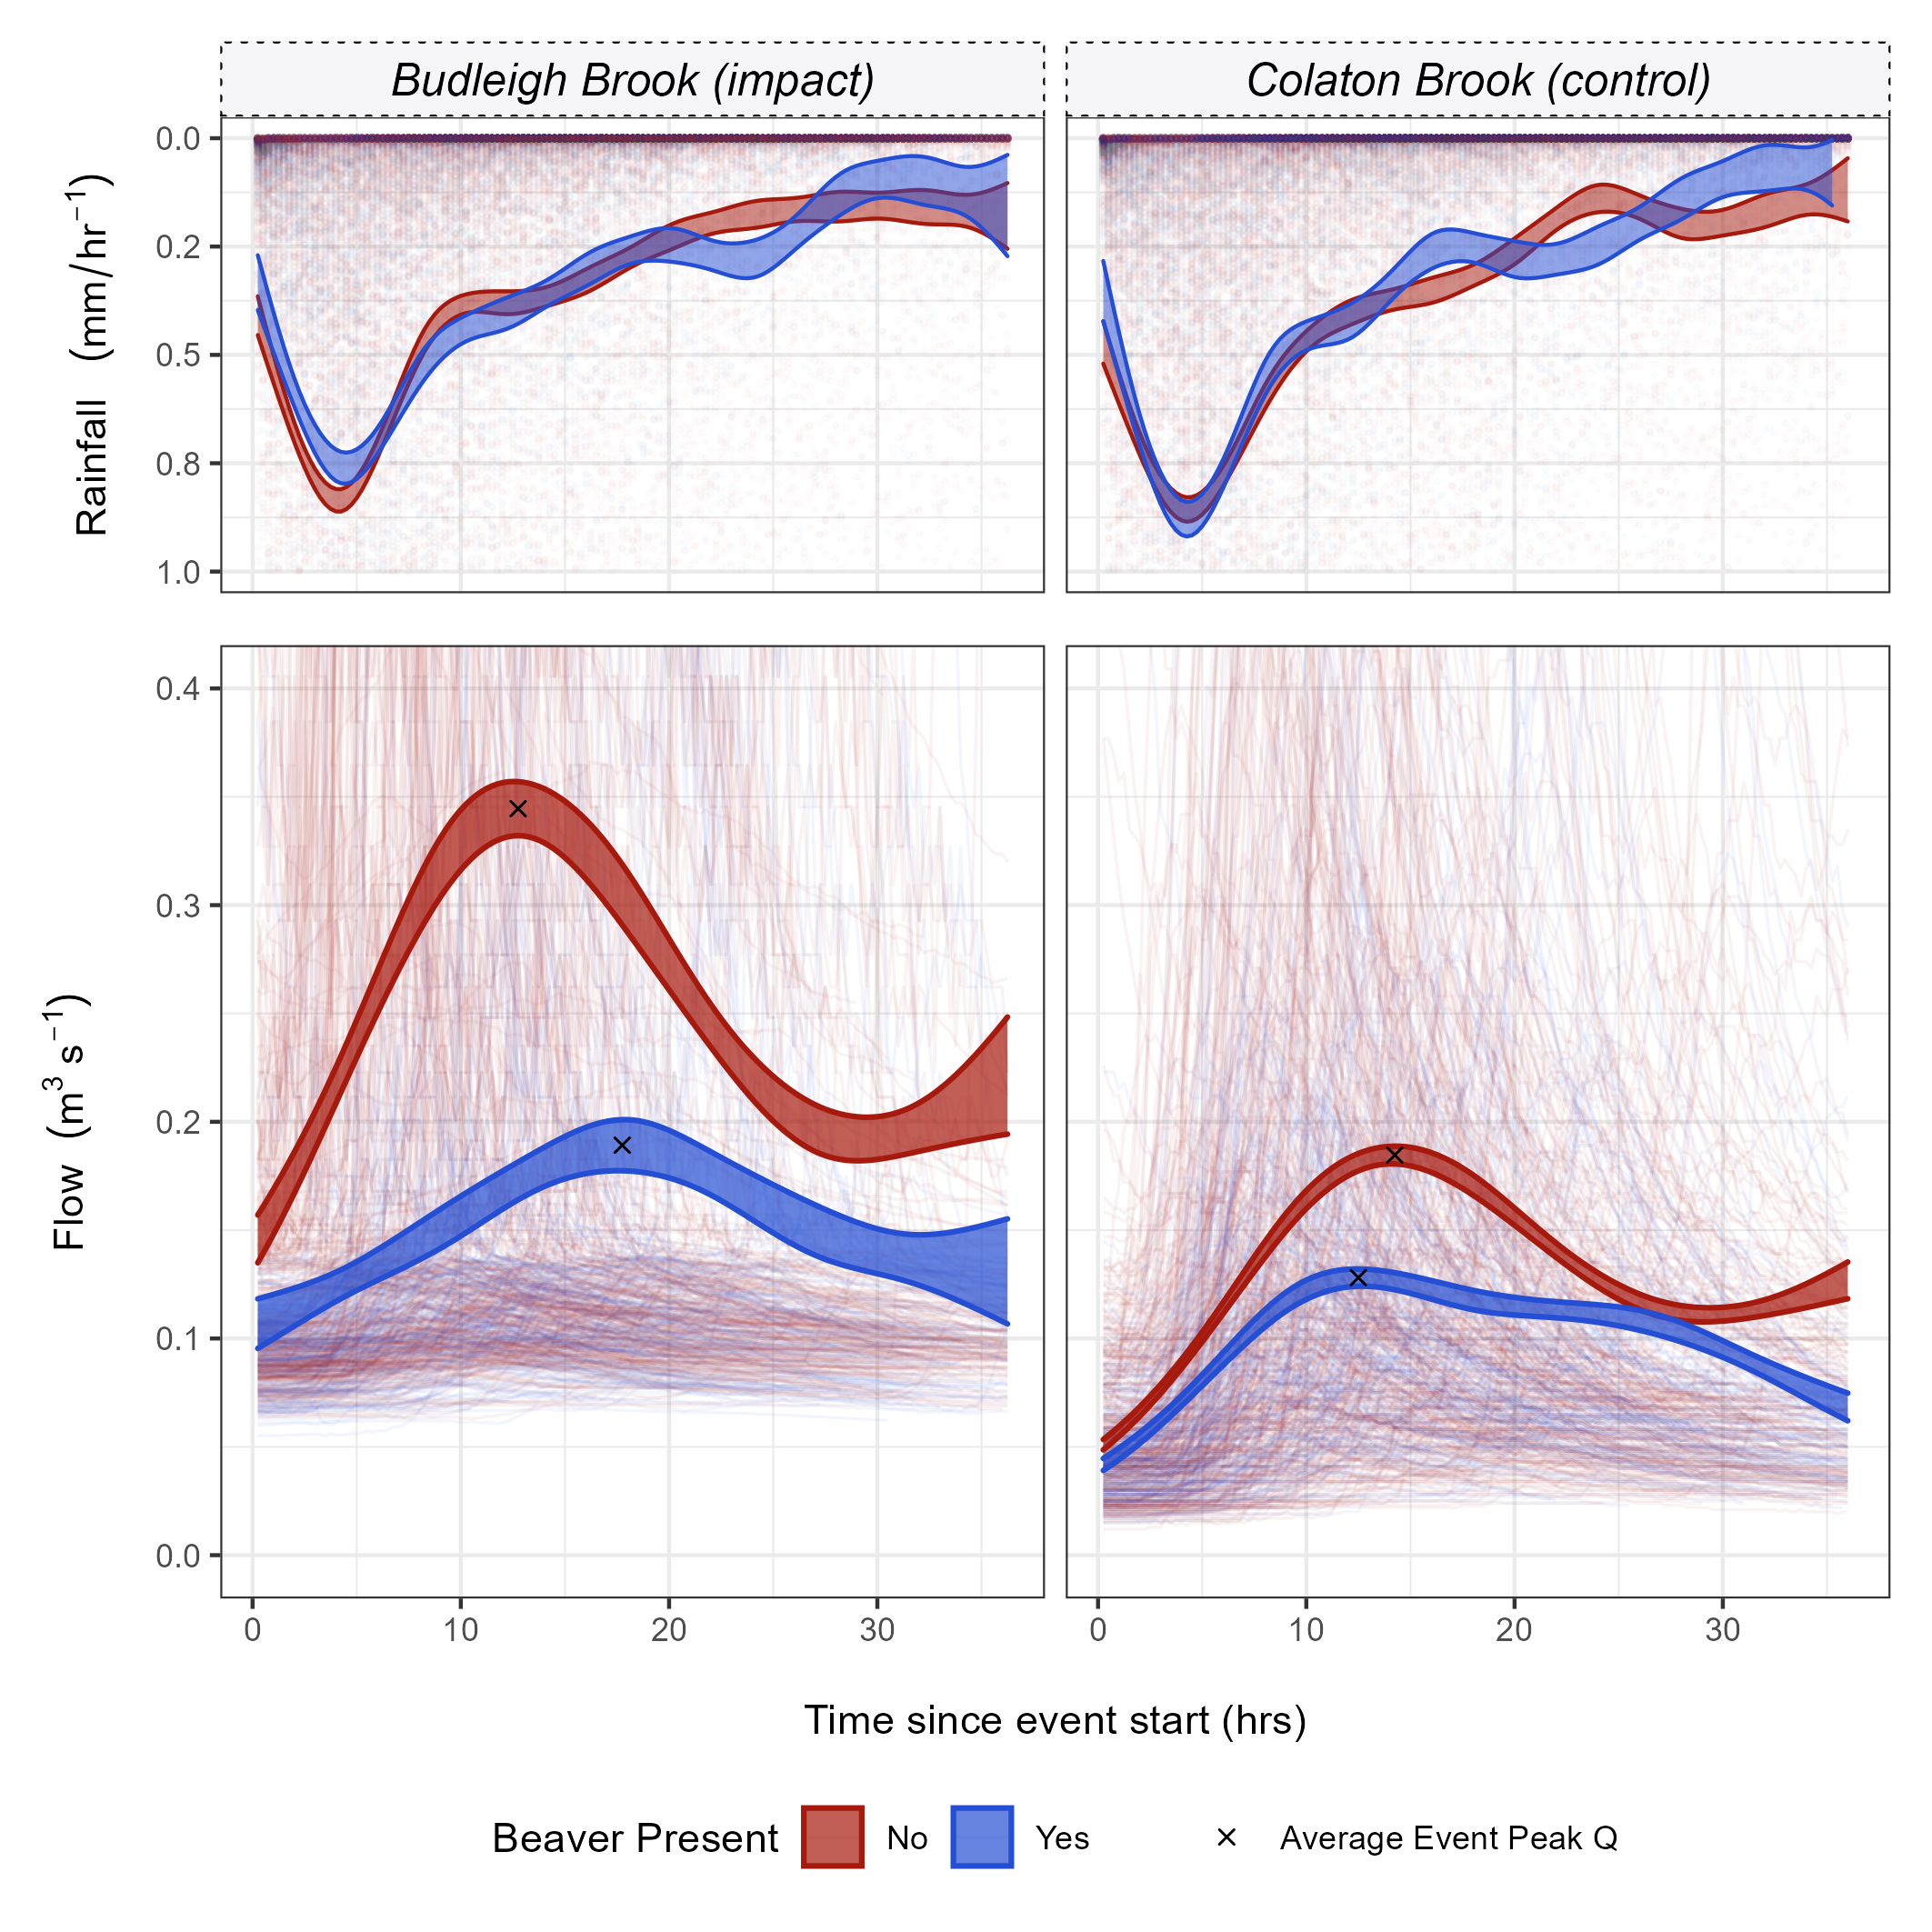 Budleigh Brook (impact)
Colaton Brook (control)
Rainfall (mm/hr⁻¹)
0.0
0.2
0.5
0.8
1.0
Flow (m³ s⁻¹)
0.4
0.3
0.2
0.1
0.0
0 10 20 30
0 10 20 30
Time since event start (hrs)
Beaver Present No Yes × Average Event Peak Q